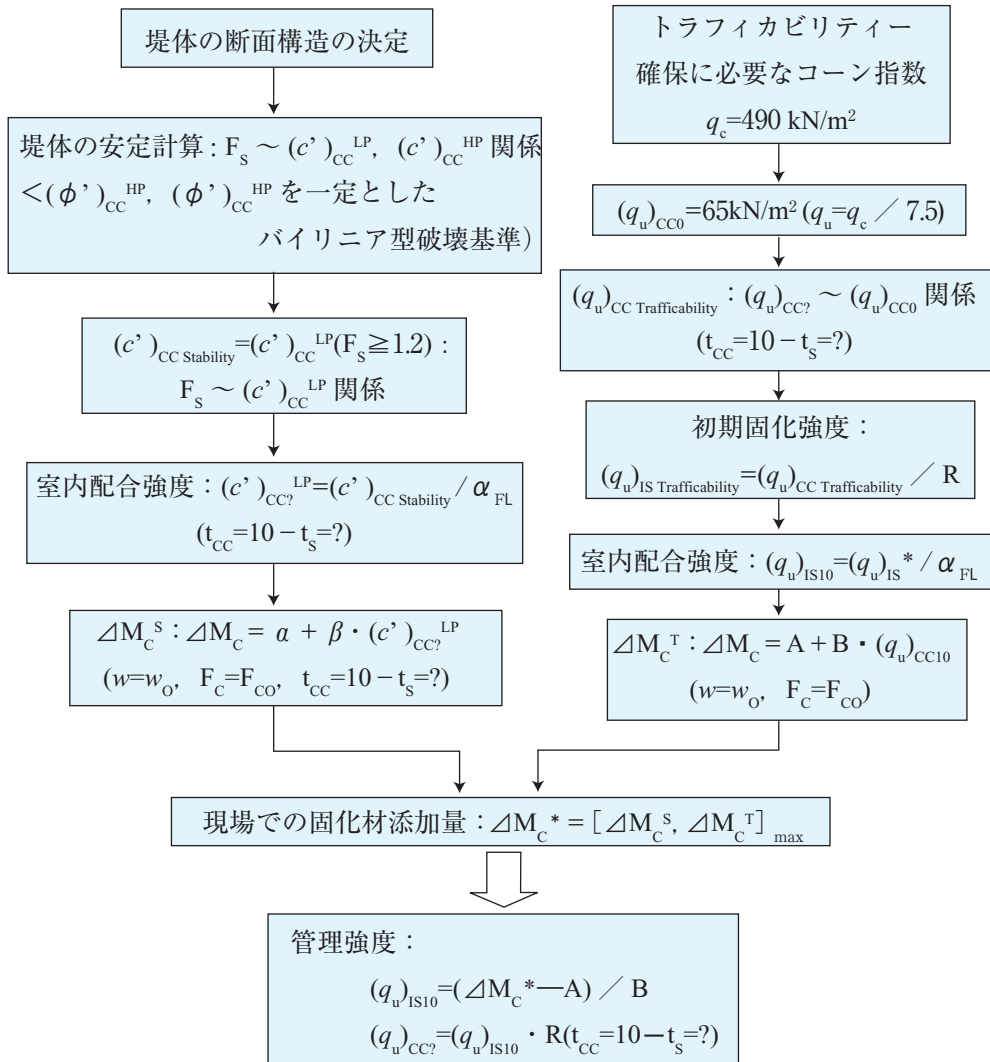 堤体の断面構造の決定
堤体の安定計算:F_S ～ (c’)_CC^LP, (c’)_CC^HP 関係
＜(φ’)_CC^HP, (φ’)_CC^HP を一定とした
バイリニア型破壊基準）
(c’)_CC Stability=(c’)_CC^LP(F_S≧1.2)：
F_S ～ (c’)_CC^LP 関係
室内配合強度：(c’)_CC?^LP=(c’)_CC Stability/α_FL
(t_CC=10－t_S=?)
⊿M_C^S：⊿M_C= α + β・(c’)_CC?^LP
(w=w_O, F_C=F_CO, t_CC=10－t_S=?)
トラフィカビリティー
確保に必要なコーン指数
q_c=490 kN/m²
(q_u)_CC0=65kN/m² (q_u=q_c ／ 7.5)
(q_u)_CC Trafficability：(q_u)_CC? ～ (q_u)_CC0 関係
(t_CC=10－t_S=?)
初期固化強度：
(q_u)_IS Trafficability=(q_u)_CC Trafficability ／ R
室内配合強度：(q_u)_IS10=(q_u)_IS*/α_FL
⊿M_C^T：⊿M_C=A＋B・(q_u)_CC10
(w=w_O, F_C=F_CO)
現場での固化材添加量：⊿M_C*=[⊿M_C^S, ⊿M_C^T]_max
管理強度：
(q_u)_IS10=(⊿M_C*—A) ／ B
(q_u)_CC?=(q_u)_IS10・R(t_CC=10－t_S=?)